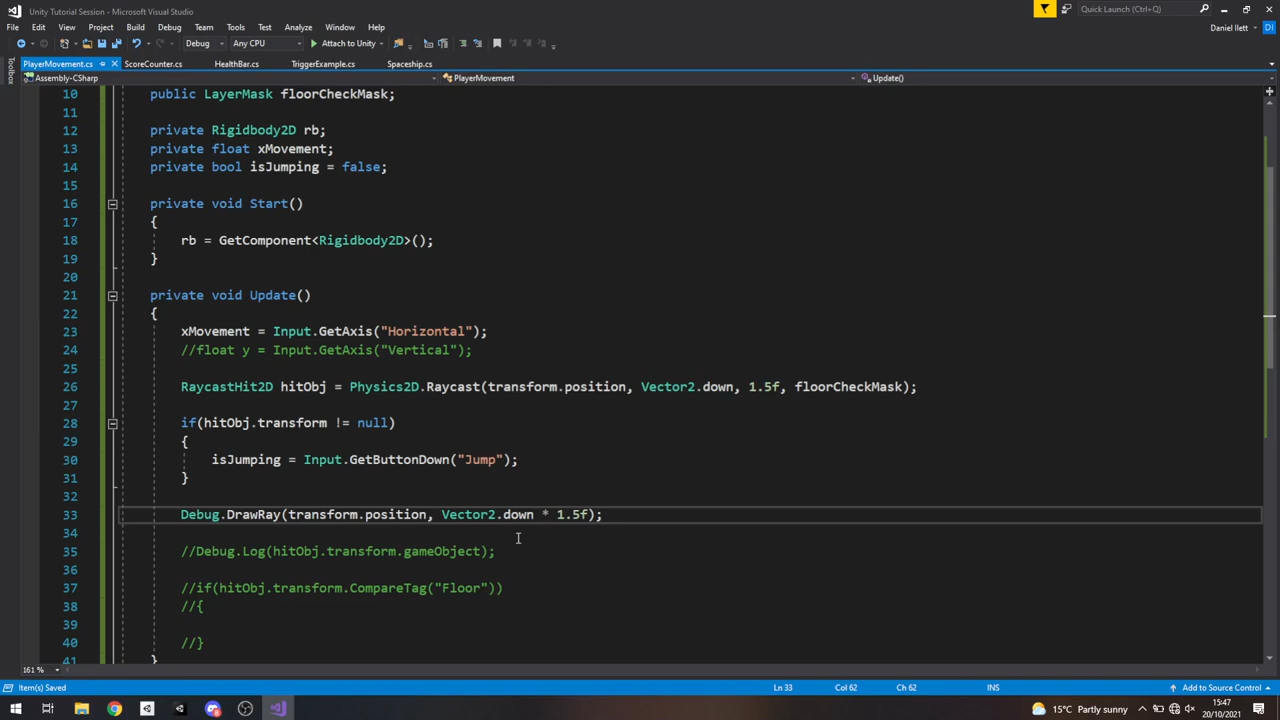 Unity Tutorial Session - Microsoft Visual Studio
Quick Launch (Ctrl+Q)
File Edit View Project Build Debug Team Tools Test Analyze Window Help
Daniel Ilett DI
Debug Any CPU Attach to Unity
PlayerMovement.cs ScoreCounter.cs HealthBar.cs TriggerExample.cs Spaceship.cs
Toolbox
Assembly-CSharp PlayerMovement Update()
10 public LayerMask floorCheckMask;
11
12 private Rigidbody2D rb;
13 private float xMovement;
14 private bool isJumping = false;
15
16 private void Start()
17 {
18 rb = GetComponent<Rigidbody2D>();
19 }
20
21 private void Update()
22 {
23 xMovement = Input.GetAxis("Horizontal");
24 //float y = Input.GetAxis("Vertical");
25
26 RaycastHit2D hitObj = Physics2D.Raycast(transform.position, Vector2.down, 1.5f, floorCheckMask);
27
28 if(hitObj.transform != null)
29 {
30 isJumping = Input.GetButtonDown("Jump");
31 }
32
33 Debug.DrawRay(transform.position, Vector2.down * 1.5f);
34
35 //Debug.Log(hitObj.transform.gameObject);
36
37 //if(hitObj.transform.CompareTag("Floor"))
38 //{
39
40 //}
41 }
161 %
Item(s) Saved Ln 33 Col 62 Ch 62 INS Add to Source Control
15°C Partly sunny
15:47
20/10/2021